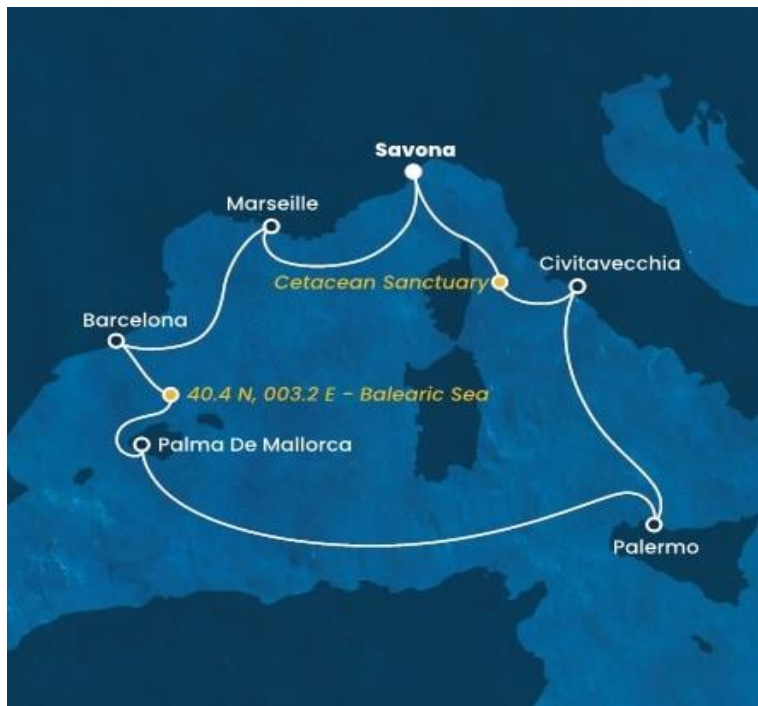 Savona
Marseille
Civitavecchia
Cetacean Sanctuary
Barcelona
40.4 N, 003.2 E - Balearic Sea
Palma De Mallorca
Palermo